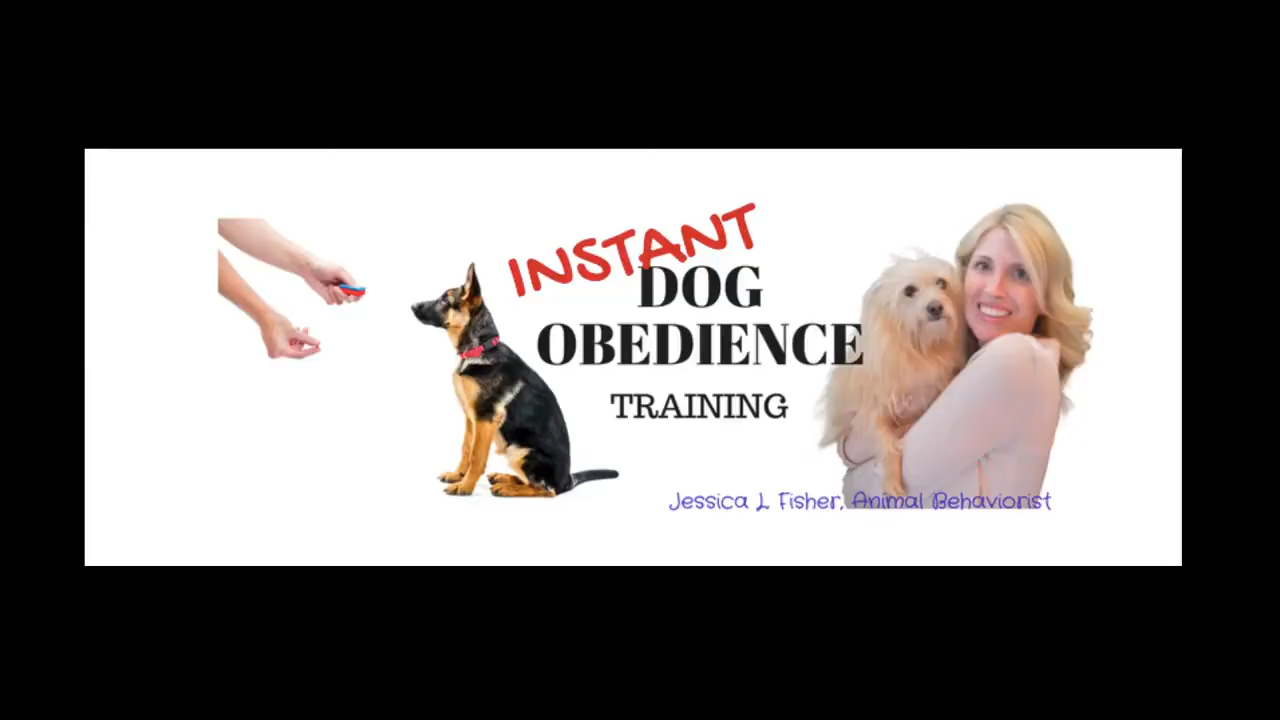 INSTANT
DOG
OBEDIENCE
TRAINING
Jessica L Fisher, Animal Behaviorist